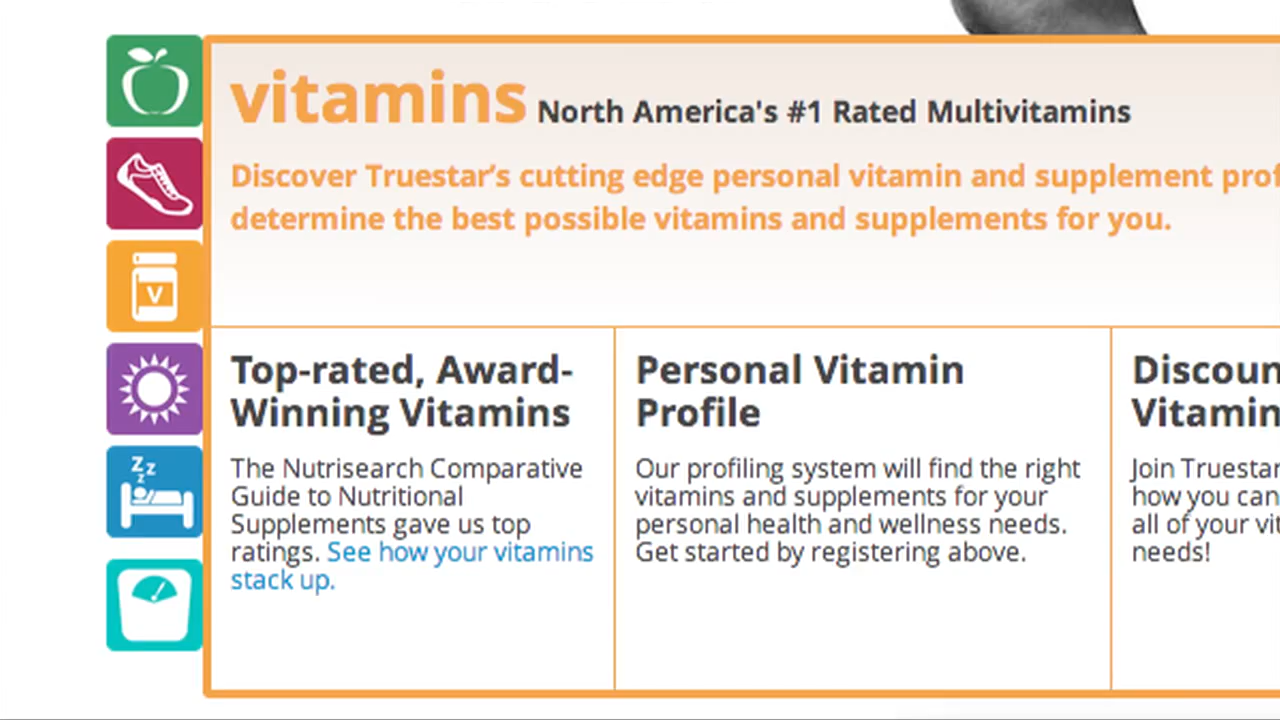 vitamins North America's #1 Rated Multivitamins
Discover Truestar’s cutting edge personal vitamin and supplement
determine the best possible vitamins and supplements for you.
V
Top-rated, Award-
Winning Vitamins
The Nutrisearch Comparative
Guide to Nutritional
Supplements gave us top
ratings. See how your vitamins
stack up.
Personal Vitamin
Profile
Our profiling system will find the right
vitamins and supplements for your
personal health and wellness needs.
Get started by registering above.
Vitamin
Join Truestar
how you can
all of your
needs!
z z
z